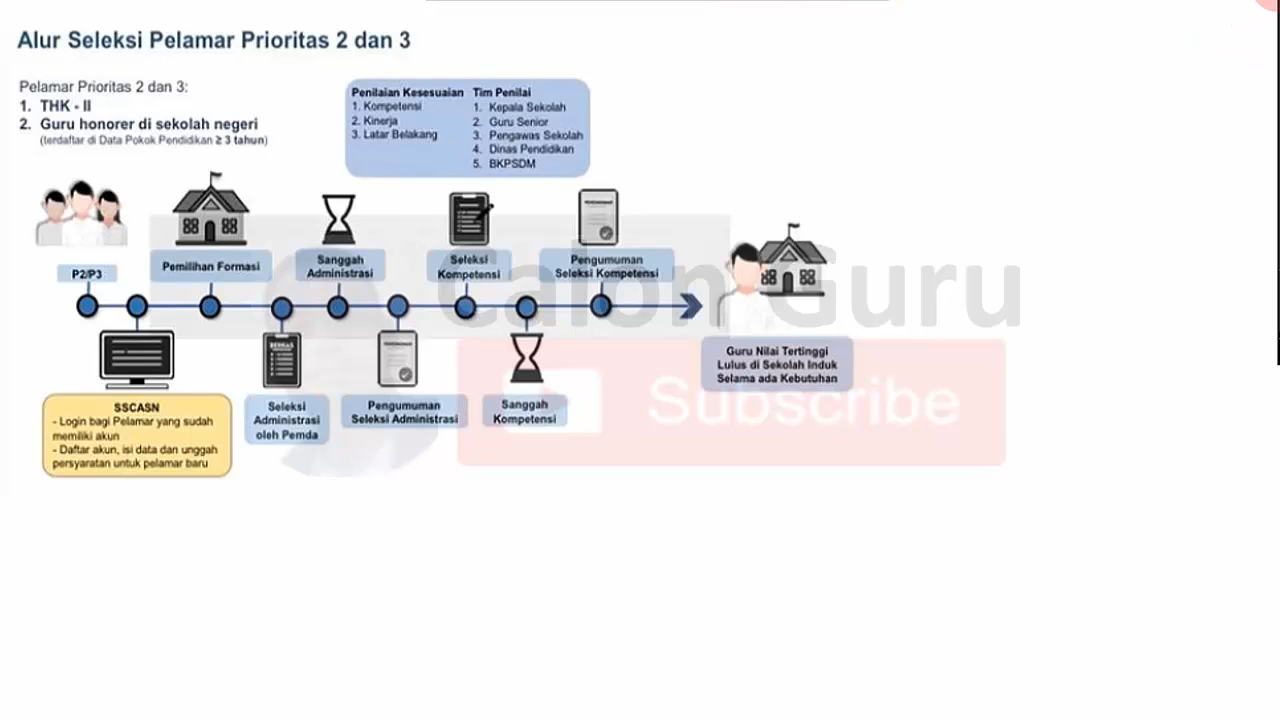 Alur Seleksi Pelamar Prioritas 2 dan 3
Pelamar Prioritas 2 dan 3:
1. THK - II
2. Guru honorer di sekolah negeri
(terdaftar di Data Pokok Pendidikan ≥ 3 tahun)
Penilaian Kesesuaian
1. Kompetensi
2. Kinerja
3. Latar Belakang
Tim Penilai
1. Kepala Sekolah
2. Guru Senior
3. Pengawas Sekolah
4. Dinas Pendidikan
5. BKPSDM
P2/P3
Pemilihan Formasi
Sanggah
Administrasi
Seleksi
Kompetensi
Pengumuman
Seleksi Kompetensi
Calon Guru
SSCASN
- Login bagi Pelamar yang sudah
memiliki akun
- Daftar akun, isi data dan unggah
persyaratan untuk pelamar baru
BERKAS
Seleksi
Administrasi
oleh Pemda
Pengumuman
Seleksi Administrasi
Sanggah
Kompetensi
Guru Nilai Tertinggi
Lulus di Sekolah Induk
Selama ada Kebutuhan
Subscribe